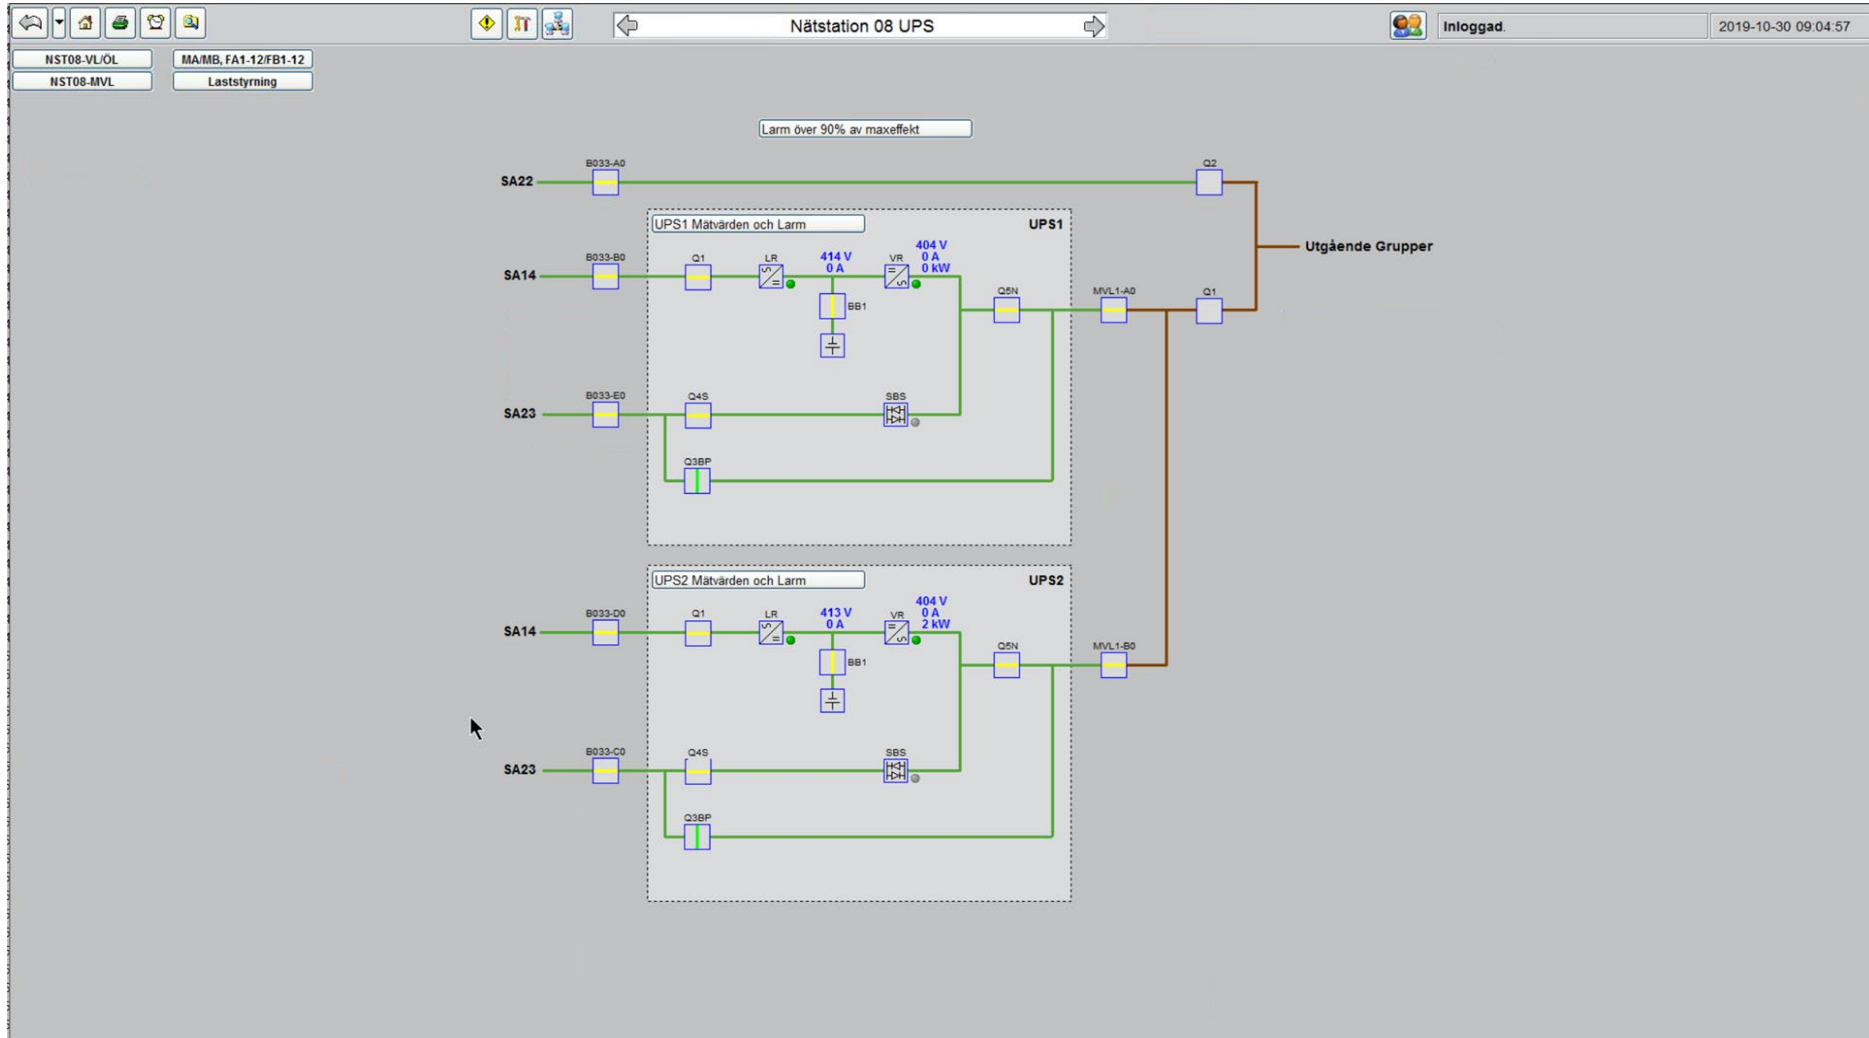 Nätstation 08 UPS
Inloggad.
2019-10-30 09:04:57
NST08-VL/ÖL
MA/MB, FA1-12/FB1-12
NST08-MVL
Laststyrning
Larm över 90% av maxeffekt
B033-A0
Q2
SA22
UPS1 Mätvärden och Larm
UPS1
404 V
Utgående Grupper
B033-B0
Q1
LR
414 V
VR
0 A
0 A
0 kW
SA14
Q5N
MVL1-A0
Q1
BB1
B033-E0
Q4S
SBS
SA23
Q3BP
UPS2 Mätvärden och Larm
UPS2
404 V
B033-D0
Q1
LR
413 V
VR
0 A
0 A
2 kW
SA14
Q5N
MVL1-B0
BB1
B033-C0
Q4S
SBS
SA23
Q3BP